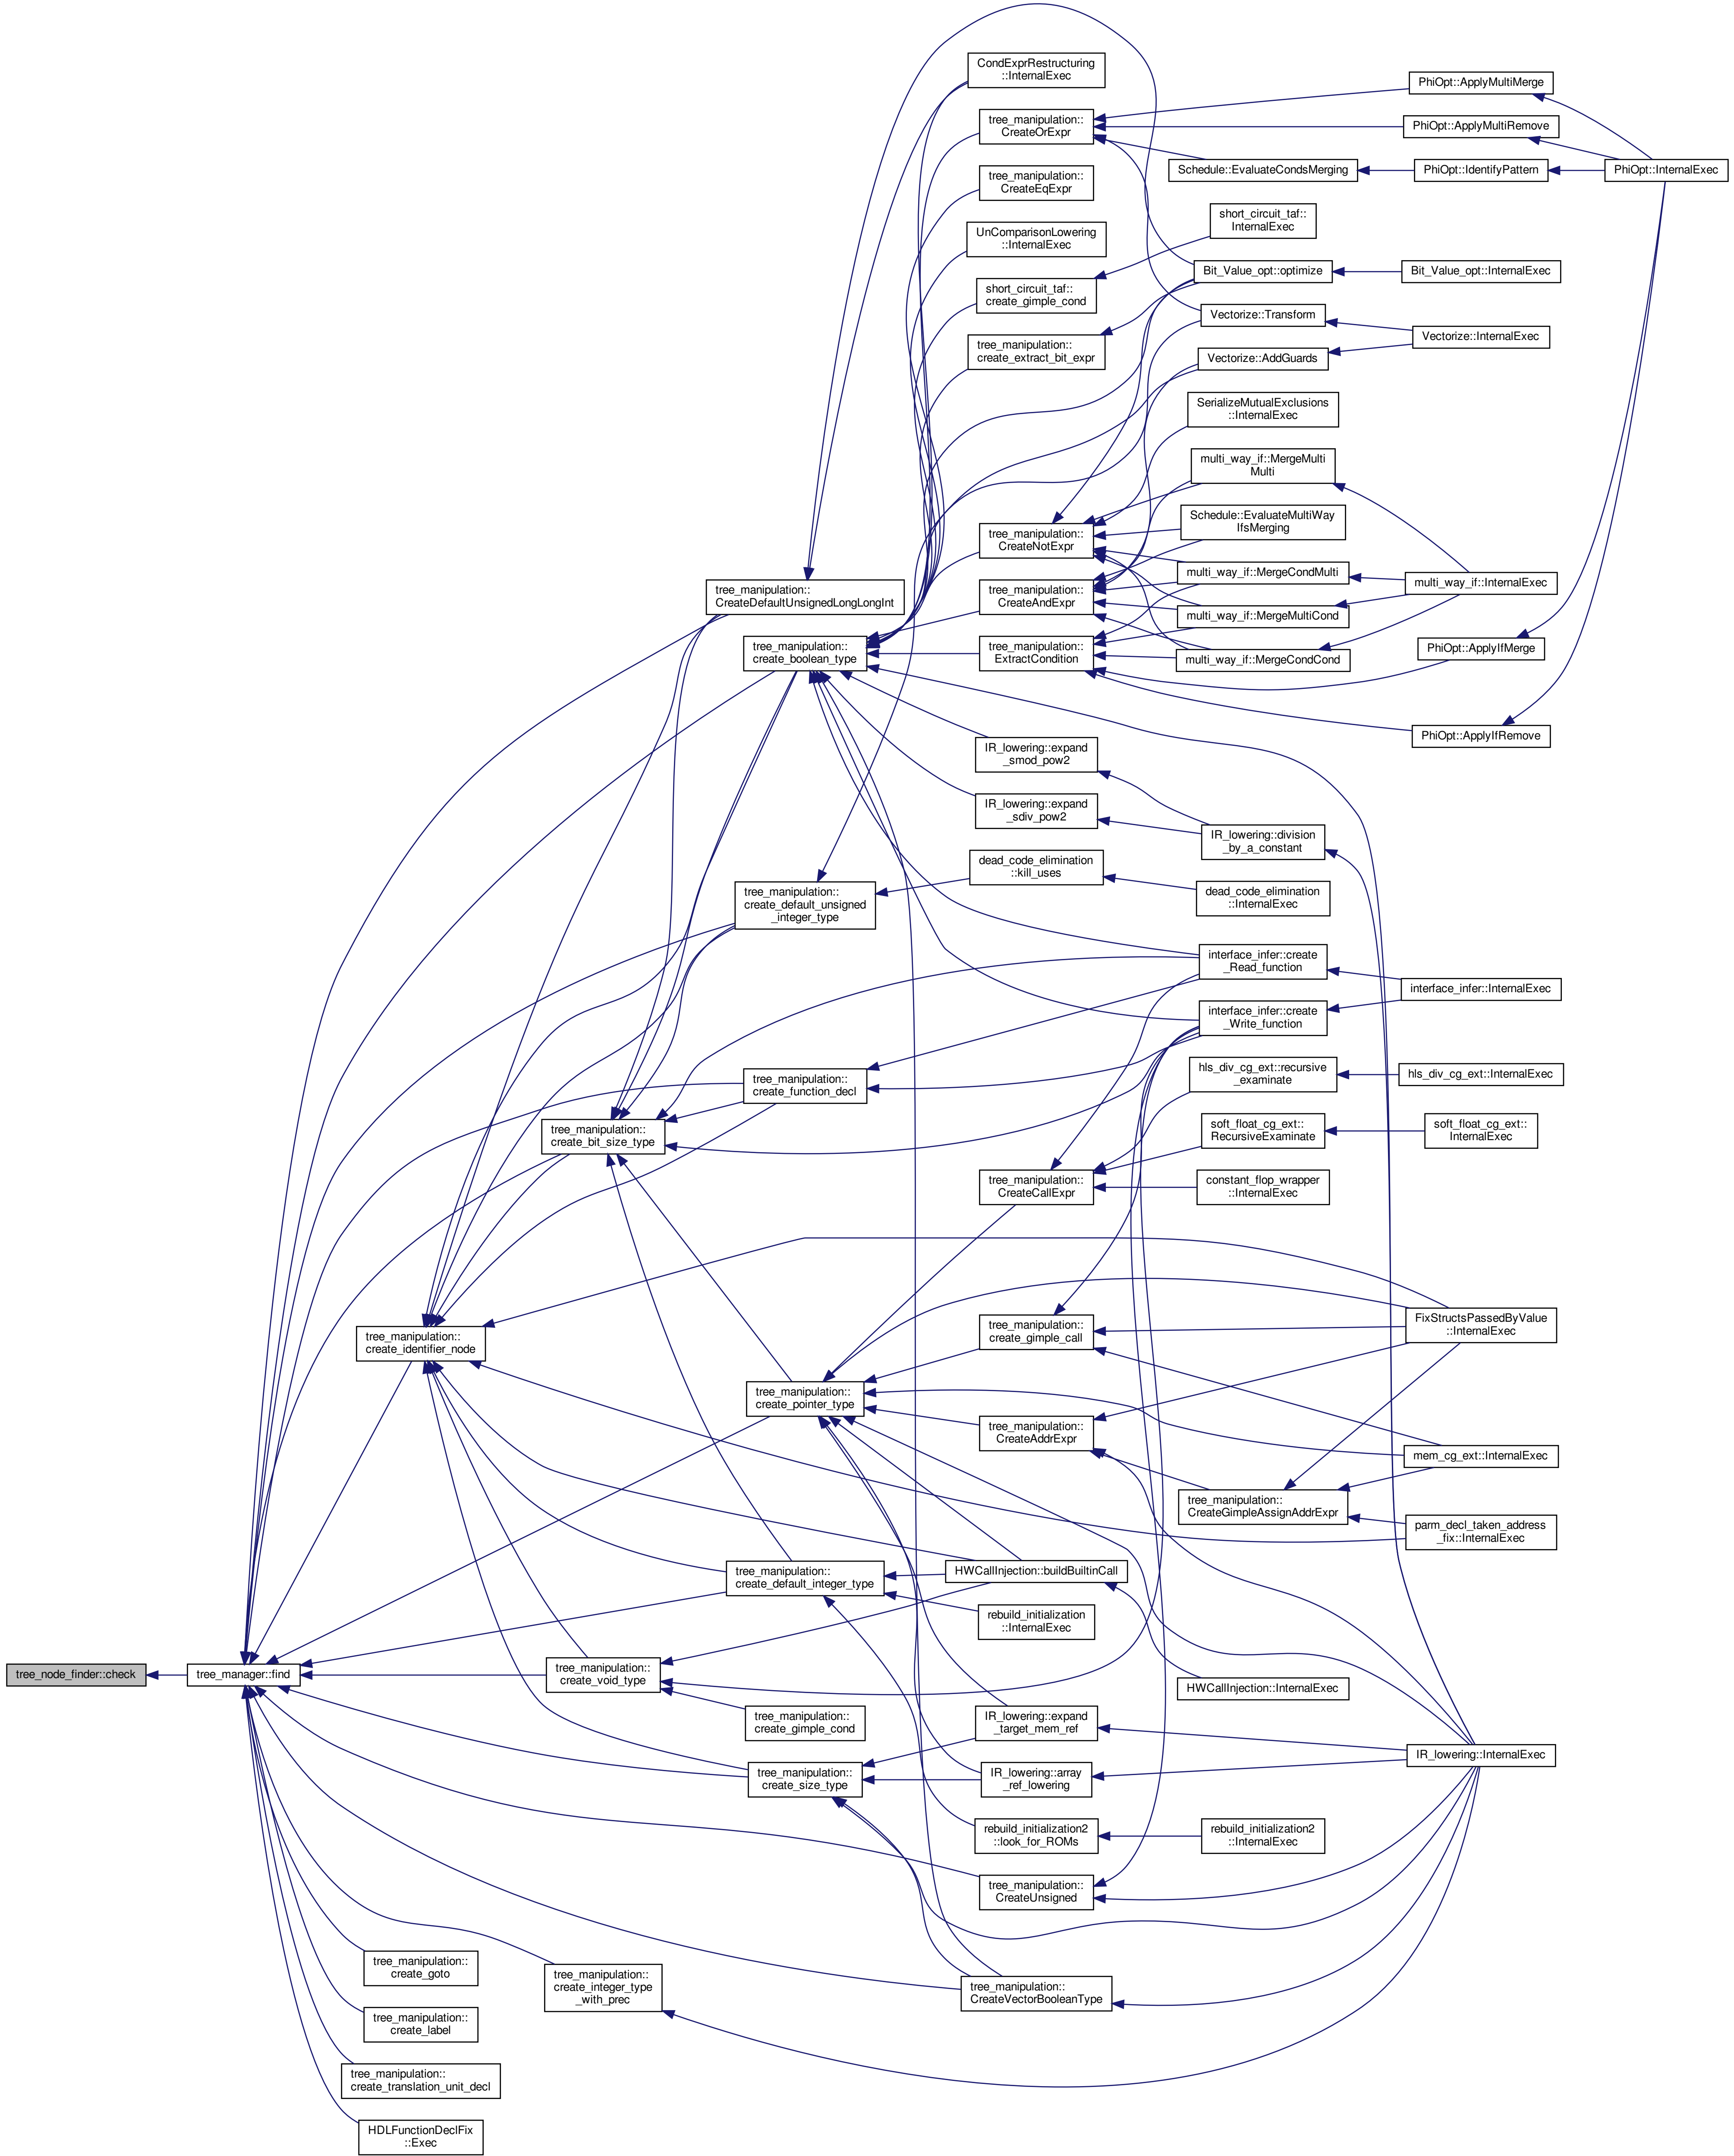 CondExprRestructuring
::InternalExec
PhiOpt::ApplyMultiMerge
tree_manipulation::
CreateOrExpr
PhiOpt::ApplyMultiRemove
Schedule::EvaluateCondsMerging
PhiOpt::IdentifyPattern
PhiOpt::InternalExec
tree_manipulation::
CreateEqExpr
short_circuit_taf::
InternalExec
UnComparisonLowering
::InternalExec
Bit_Value_opt::optimize
Bit_Value_opt::InternalExec
short_circuit_taf::
create_gimple_cond
Vectorize::Transform
Vectorize::InternalExec
tree_manipulation::
create_extract_bit_expr
Vectorize::AddGuards
SerializeMutualExclusions
::InternalExec
multi_way_if::MergeMulti
Multi
Schedule::EvaluateMultiWay
IfsMerging
tree_manipulation::
CreateNotExpr
multi_way_if::MergeCondMulti
multi_way_if::InternalExec
tree_manipulation::
CreateDefaultUnsignedLongLongInt
tree_manipulation::
CreateAndExpr
multi_way_if::MergeMultiCond
tree_manipulation::
create_boolean_type
tree_manipulation::
ExtractCondition
multi_way_if::MergeCondCond
PhiOpt::ApplyIfMerge
PhiOpt::ApplyIfRemove
IR_lowering::expand
_smod_pow2
IR_lowering::expand
_sdiv_pow2
IR_lowering::division
_by_a_constant
dead_code_elimination
::kill_uses
tree_manipulation::
create_default_unsigned
_integer_type
dead_code_elimination
::InternalExec
interface_infer::create
_Read_function
interface_infer::InternalExec
interface_infer::create
_Write_function
tree_manipulation::
create_function_decl
hls_div_cg_ext::recursive
_examinate
hls_div_cg_ext::InternalExec
tree_manipulation::
create_bit_size_type
soft_float_cg_ext::
RecursiveExaminate
soft_float_cg_ext::
InternalExec
tree_manipulation::
CreateCallExpr
constant_flop_wrapper
::InternalExec
tree_manipulation::
create_identifier_node
tree_manipulation::
create_gimple_call
FixStructsPassedByValue
::InternalExec
tree_manipulation::
create_pointer_type
tree_manipulation::
CreateAddrExpr
mem_cg_ext::InternalExec
tree_manipulation::
CreateGimpleAssignAddrExpr
parm_decl_taken_address
_fix::InternalExec
tree_manipulation::
create_default_integer_type
HWCallInjection::buildBuiltinCall
rebuild_initialization
::InternalExec
tree_node_finder::check
tree_manager::find
tree_manipulation::
create_void_type
HWCallInjection::InternalExec
tree_manipulation::
create_gimple_cond
IR_lowering::expand
_target_mem_ref
IR_lowering::InternalExec
tree_manipulation::
create_size_type
IR_lowering::array
_ref_lowering
rebuild_initialization2
::look_for_ROMs
rebuild_initialization2
::InternalExec
tree_manipulation::
CreateUnsigned
tree_manipulation::
create_goto
tree_manipulation::
create_integer_type
_with_prec
tree_manipulation::
CreateVectorBooleanType
tree_manipulation::
create_label
tree_manipulation::
create_translation_unit_decl
HDLFunctionDeclFix
::Exec